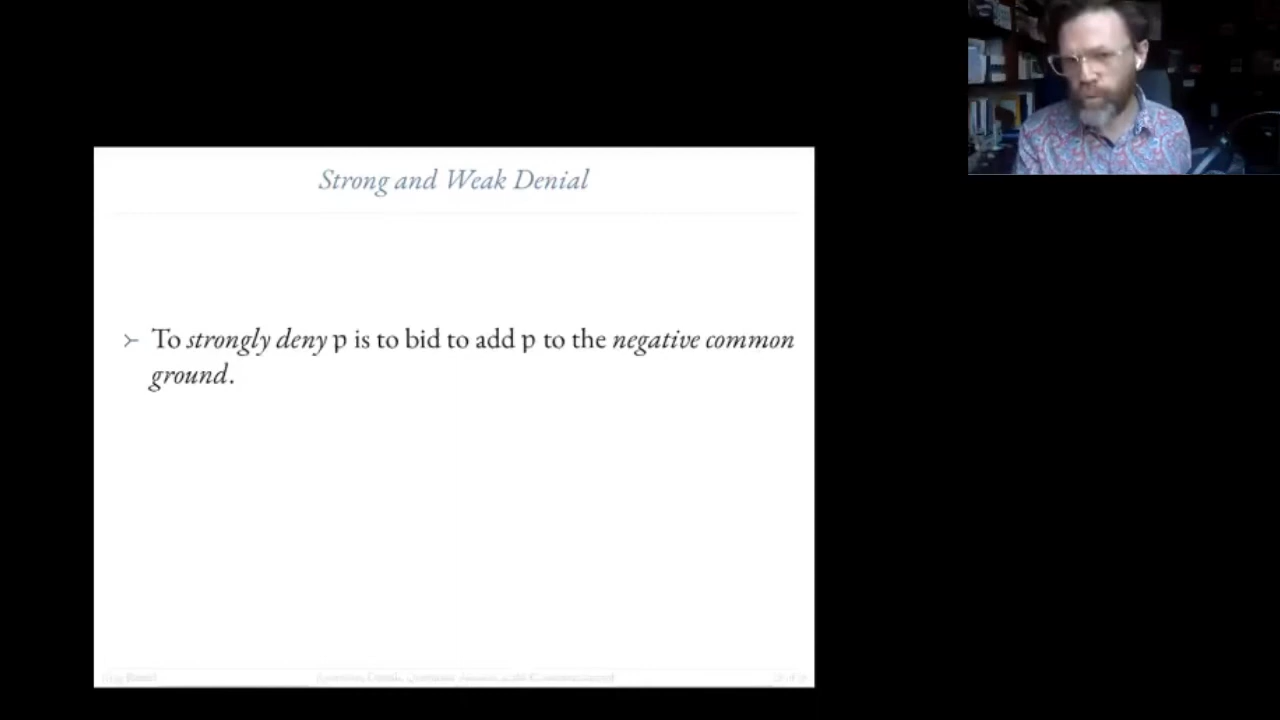 Strong and Weak Denial
≻ To strongly deny p is to bid to add p to the negative common
ground.